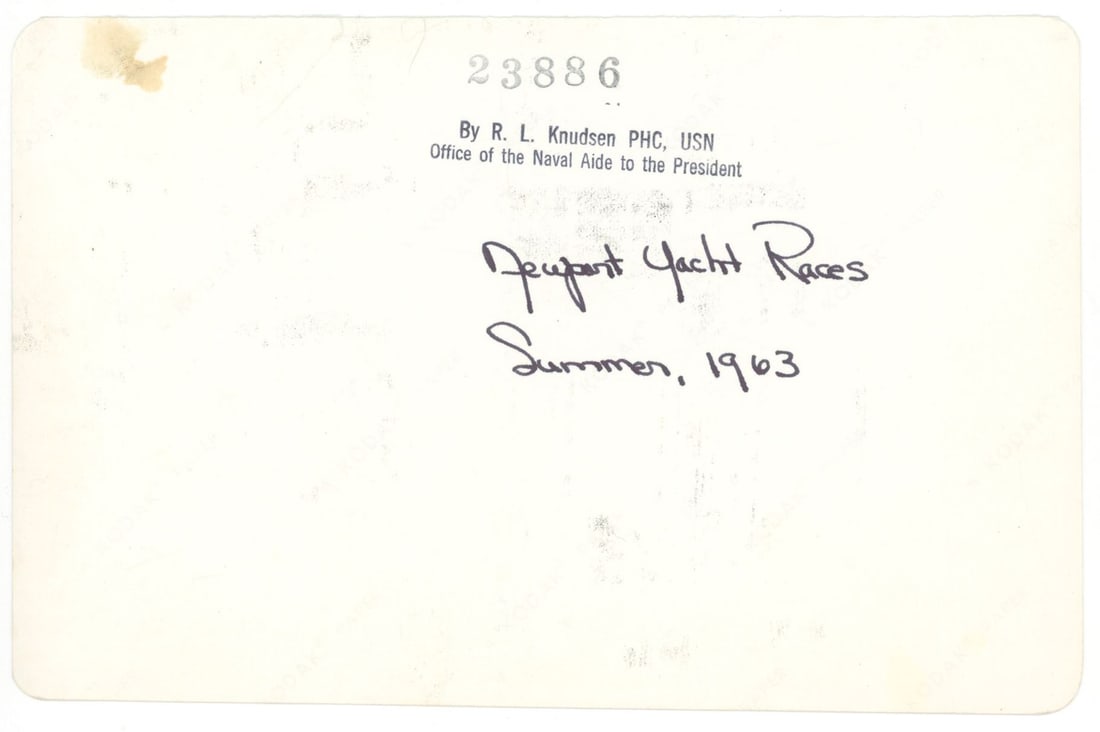 23886
By R. L. Knudsen PHC, USN
Office of the Naval Aide to the President
Newport Yacht Races
Summer, 1963